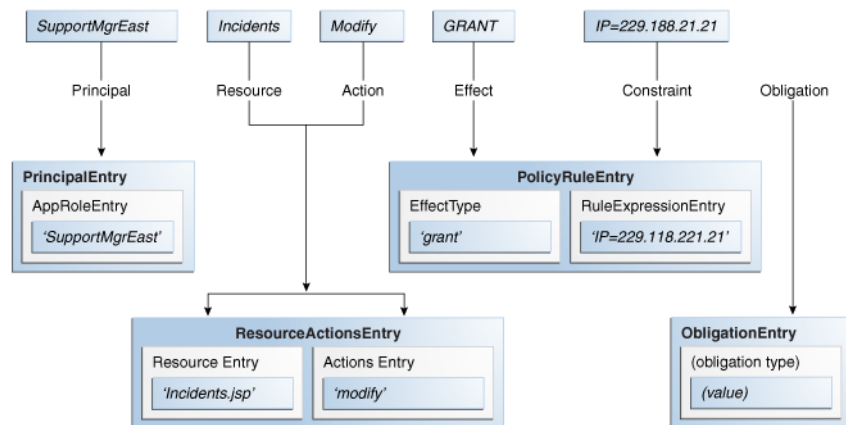 SupportMgrEast
Incidents
Modify
GRANT
IP=229.188.21.21
Principal
Resource
Action
Effect
Constraint
Obligation
PrincipalEntry
AppRoleEntry
‘SupportMgrEast’
PolicyRuleEntry
EffectType
‘grant’
RuleExpressionEntry
‘IP=229.118.221.21’
ResourceActionsEntry
Resource Entry
‘Incidents.jsp’
Actions Entry
‘modify’
ObligationEntry
(obligation type)
(value)